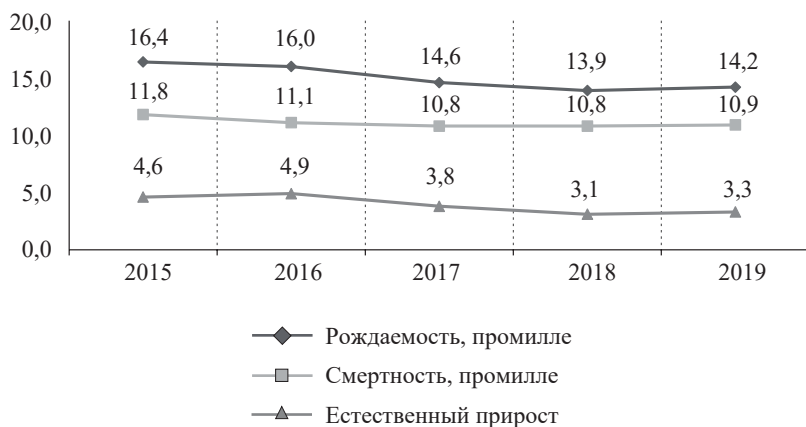 20,0
16,4 16,0 14,6 13,9 14,2
15,0
11,8 11,1 10,8 10,8 10,9
10,0
4,6 4,9 3,8 3,1 3,3
5,0
0,0
2015 2016 2017 2018 2019
Рождаемость, промилле
Смертность, промилле
Естественный прирост